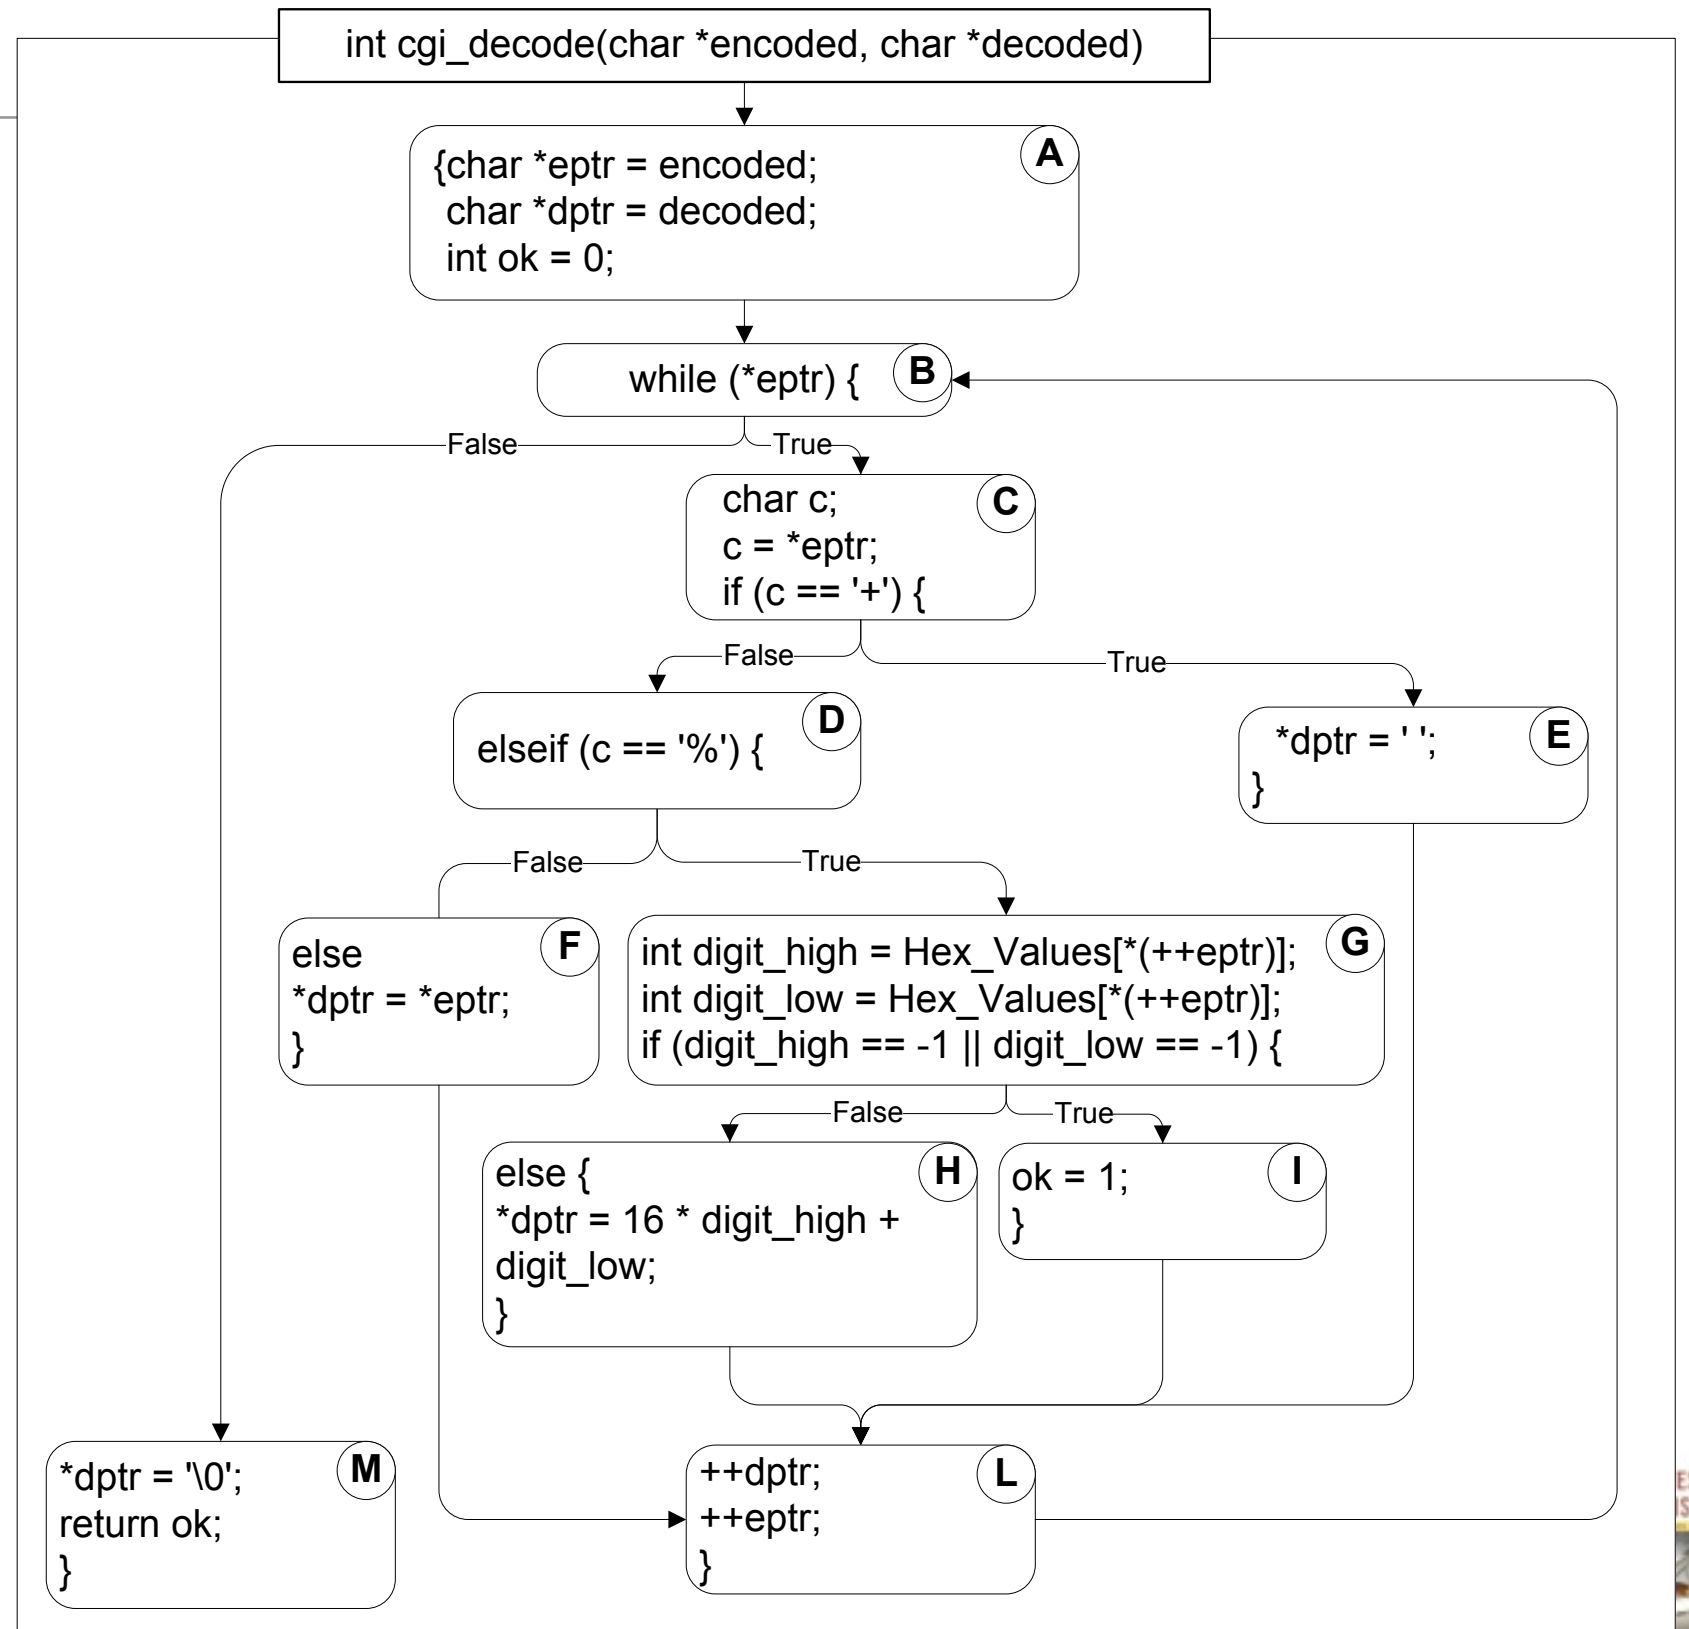 int cgi_decode(char *encoded, char *decoded)
A
{char *eptr = encoded;
char *dptr = decoded;
int ok = 0;
B
while (*eptr) {
False
True
C
char c;
c = *eptr;
if (c == '+') {
False
True
D
elseif (c == '%') {
E
*dptr = ' ';
}
False
True
F
else
*dptr = *eptr;
}
G
int digit_high = Hex_Values[*(++eptr)];
int digit_low = Hex_Values[*(++eptr)];
if (digit_high == -1 || digit_low == -1) {
False
True
H
else {
*dptr = 16 * digit_high +
digit_low;
}
I
ok = 1;
}
M
*dptr = '\0';
return ok;
}
L
++dptr;
++eptr;
}